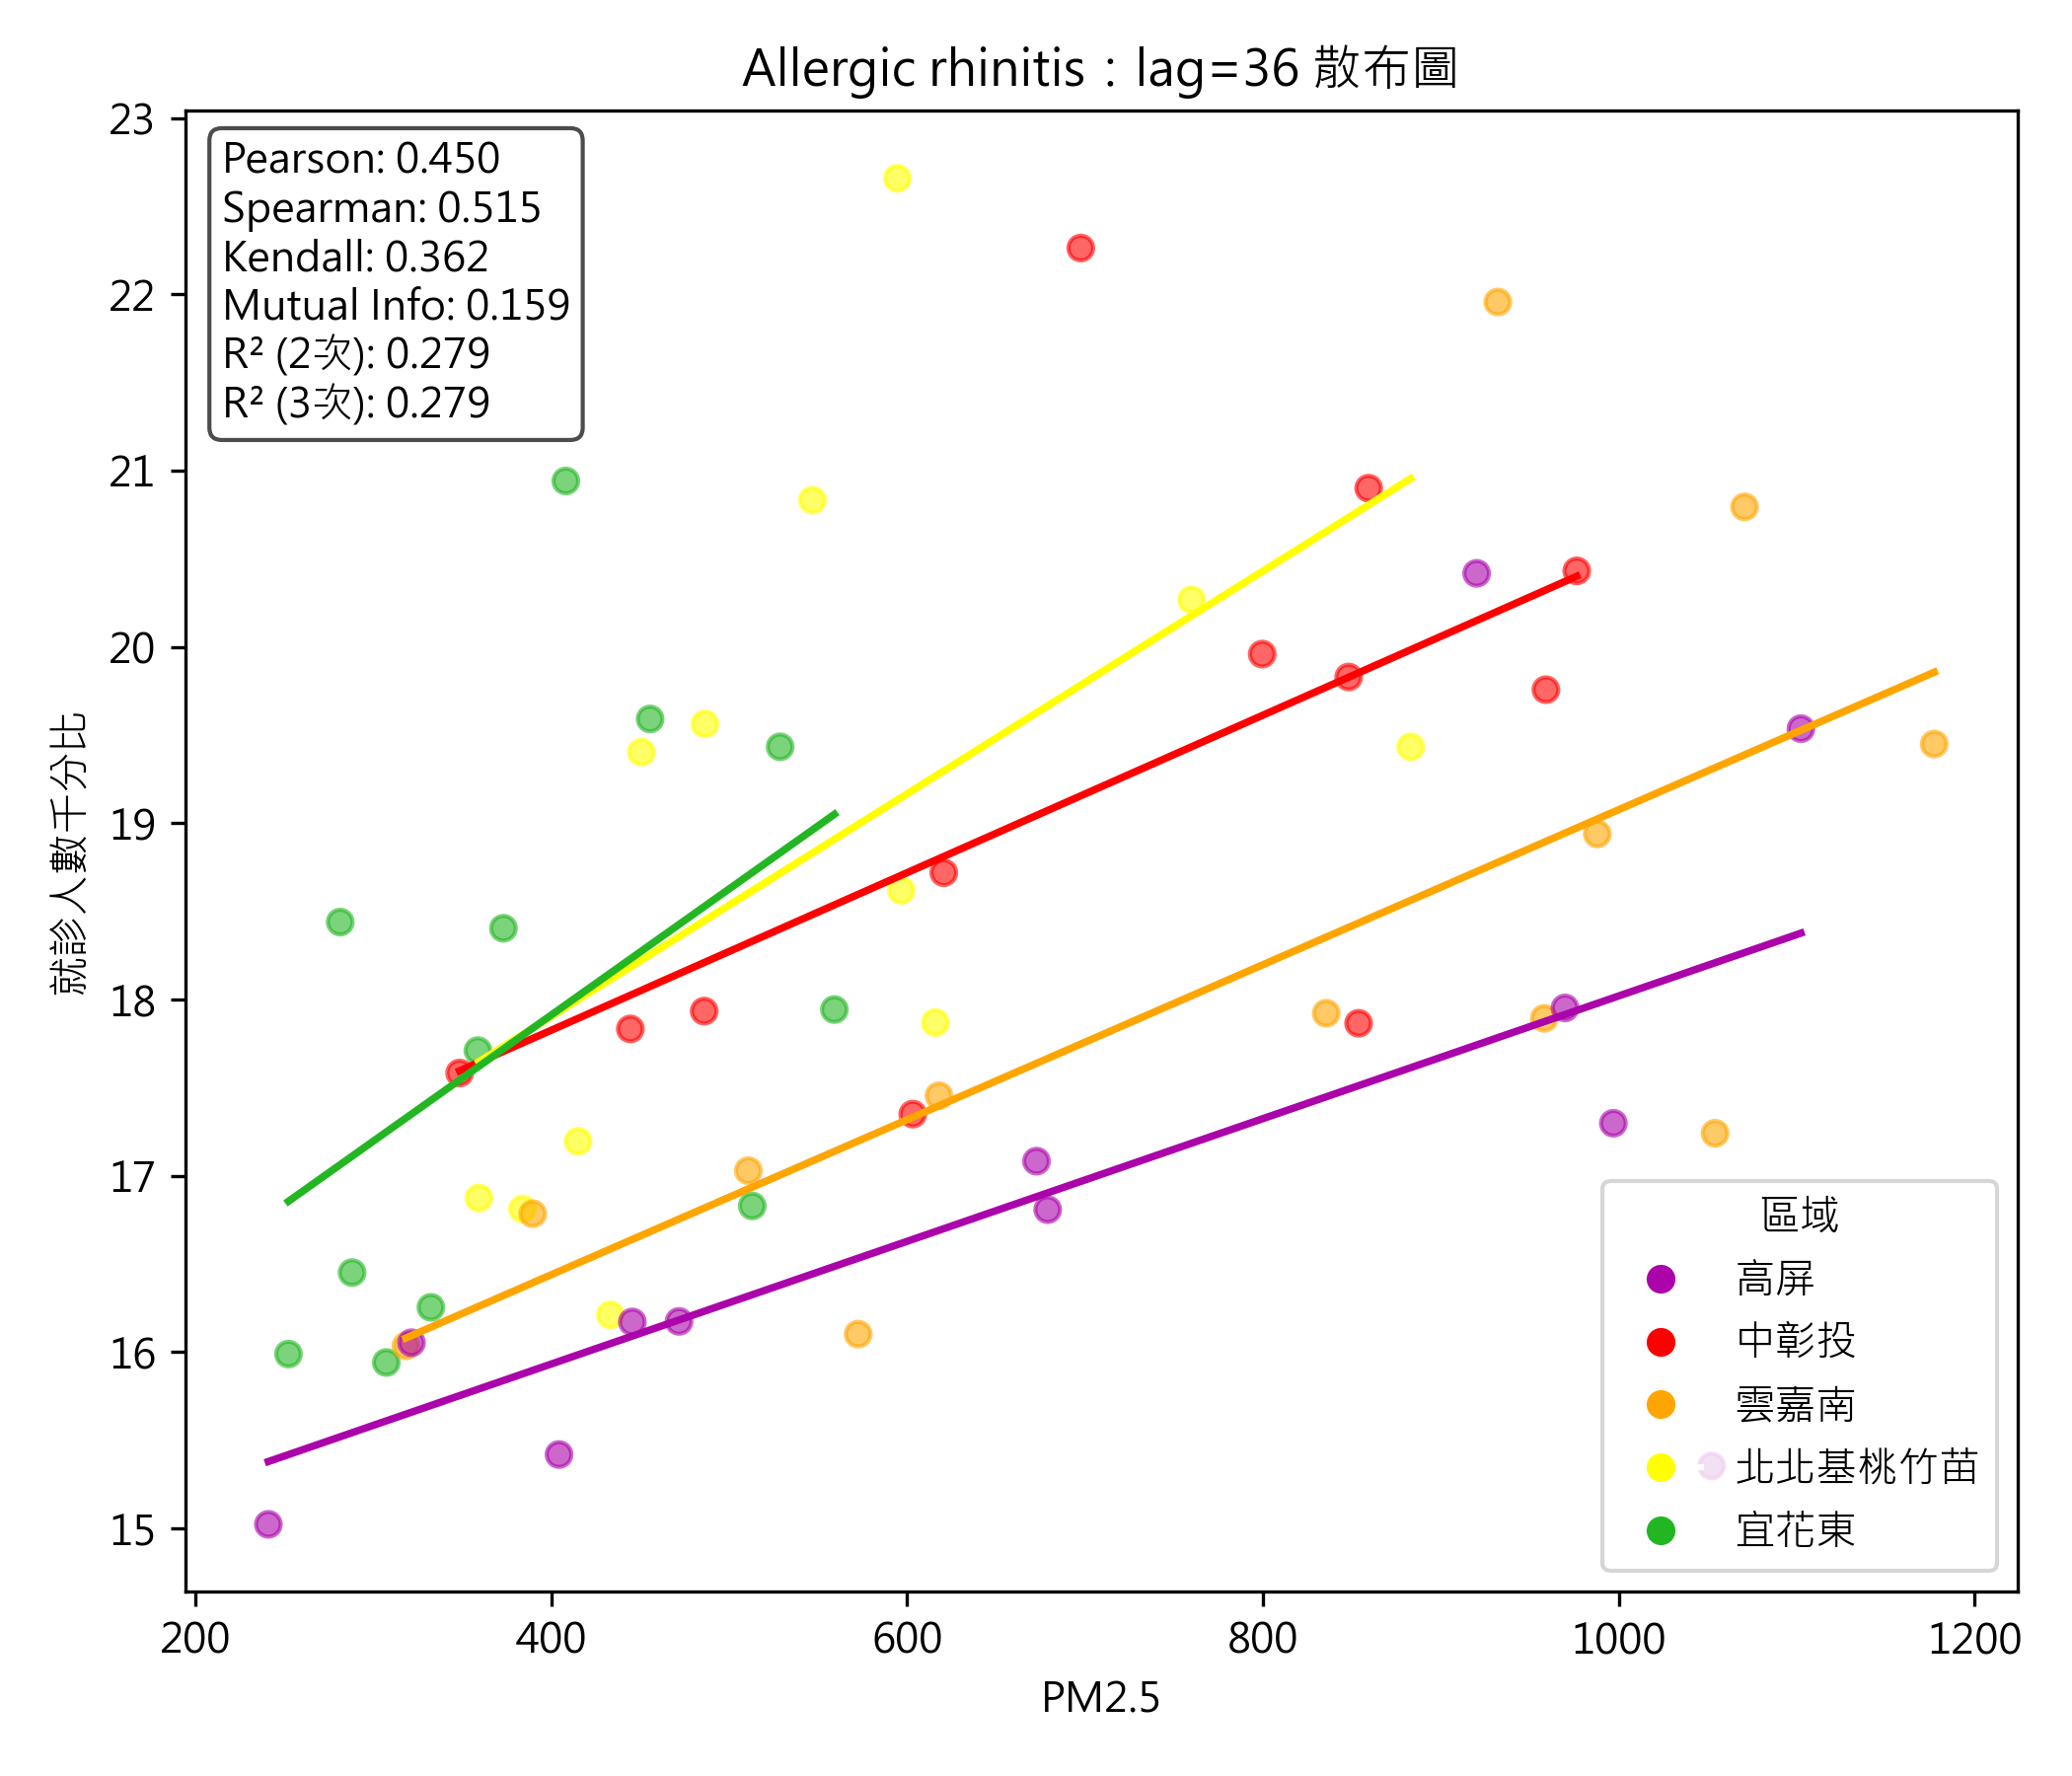 Allergic rhinitis：lag=36 散布圖
Pearson: 0.450
Spearman: 0.515
Kendall: 0.362
Mutual Info: 0.159
R² (2次): 0.279
R² (3次): 0.279
就診人數千分比
23
22
21
20
19
18
17
16
15
區域
高屏
中彰投
雲嘉南
北北基桃竹苗
宜花東
200 400 600 800 1000 1200
PM2.5